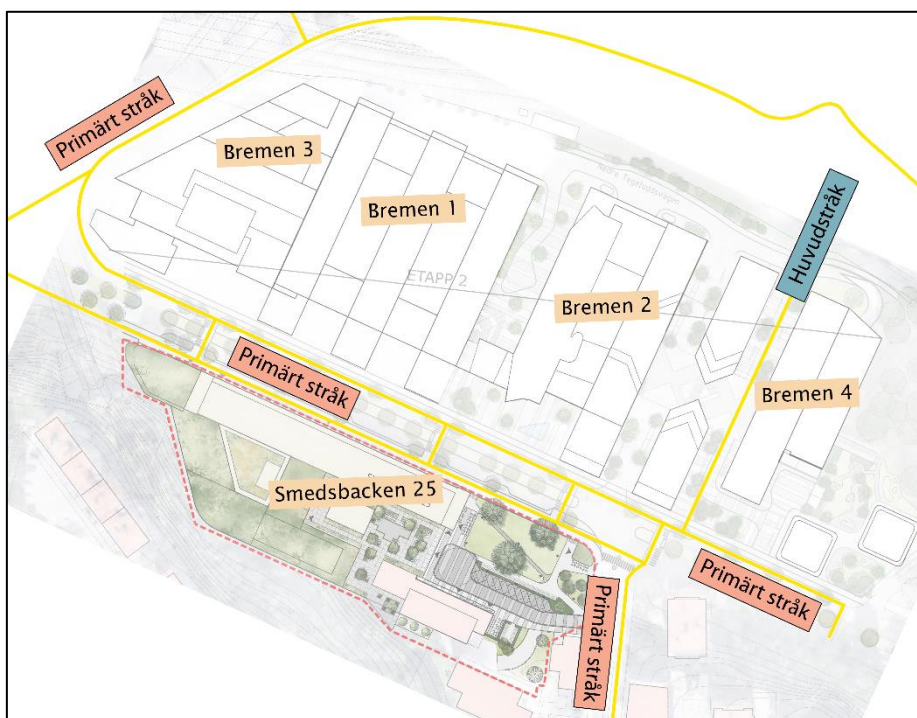 Primärt stråk
Bremen 3
Bremen 1
Huvudstråk
ETAPP 2
Bremen 2
Primärt stråk
Bremen 4
Smedsbacken 25
Primärt stråk
Primärt stråk